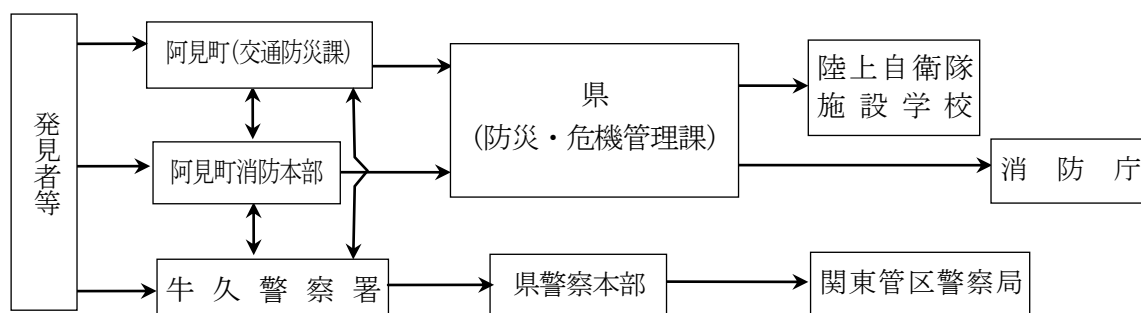 発見者等
阿見町(交通防災課)
阿見町消防本部
牛久警察署
県
(防災・危機管理課)
県警察本部
陸上自衛隊
施設学校
消防庁
関東管区警察局